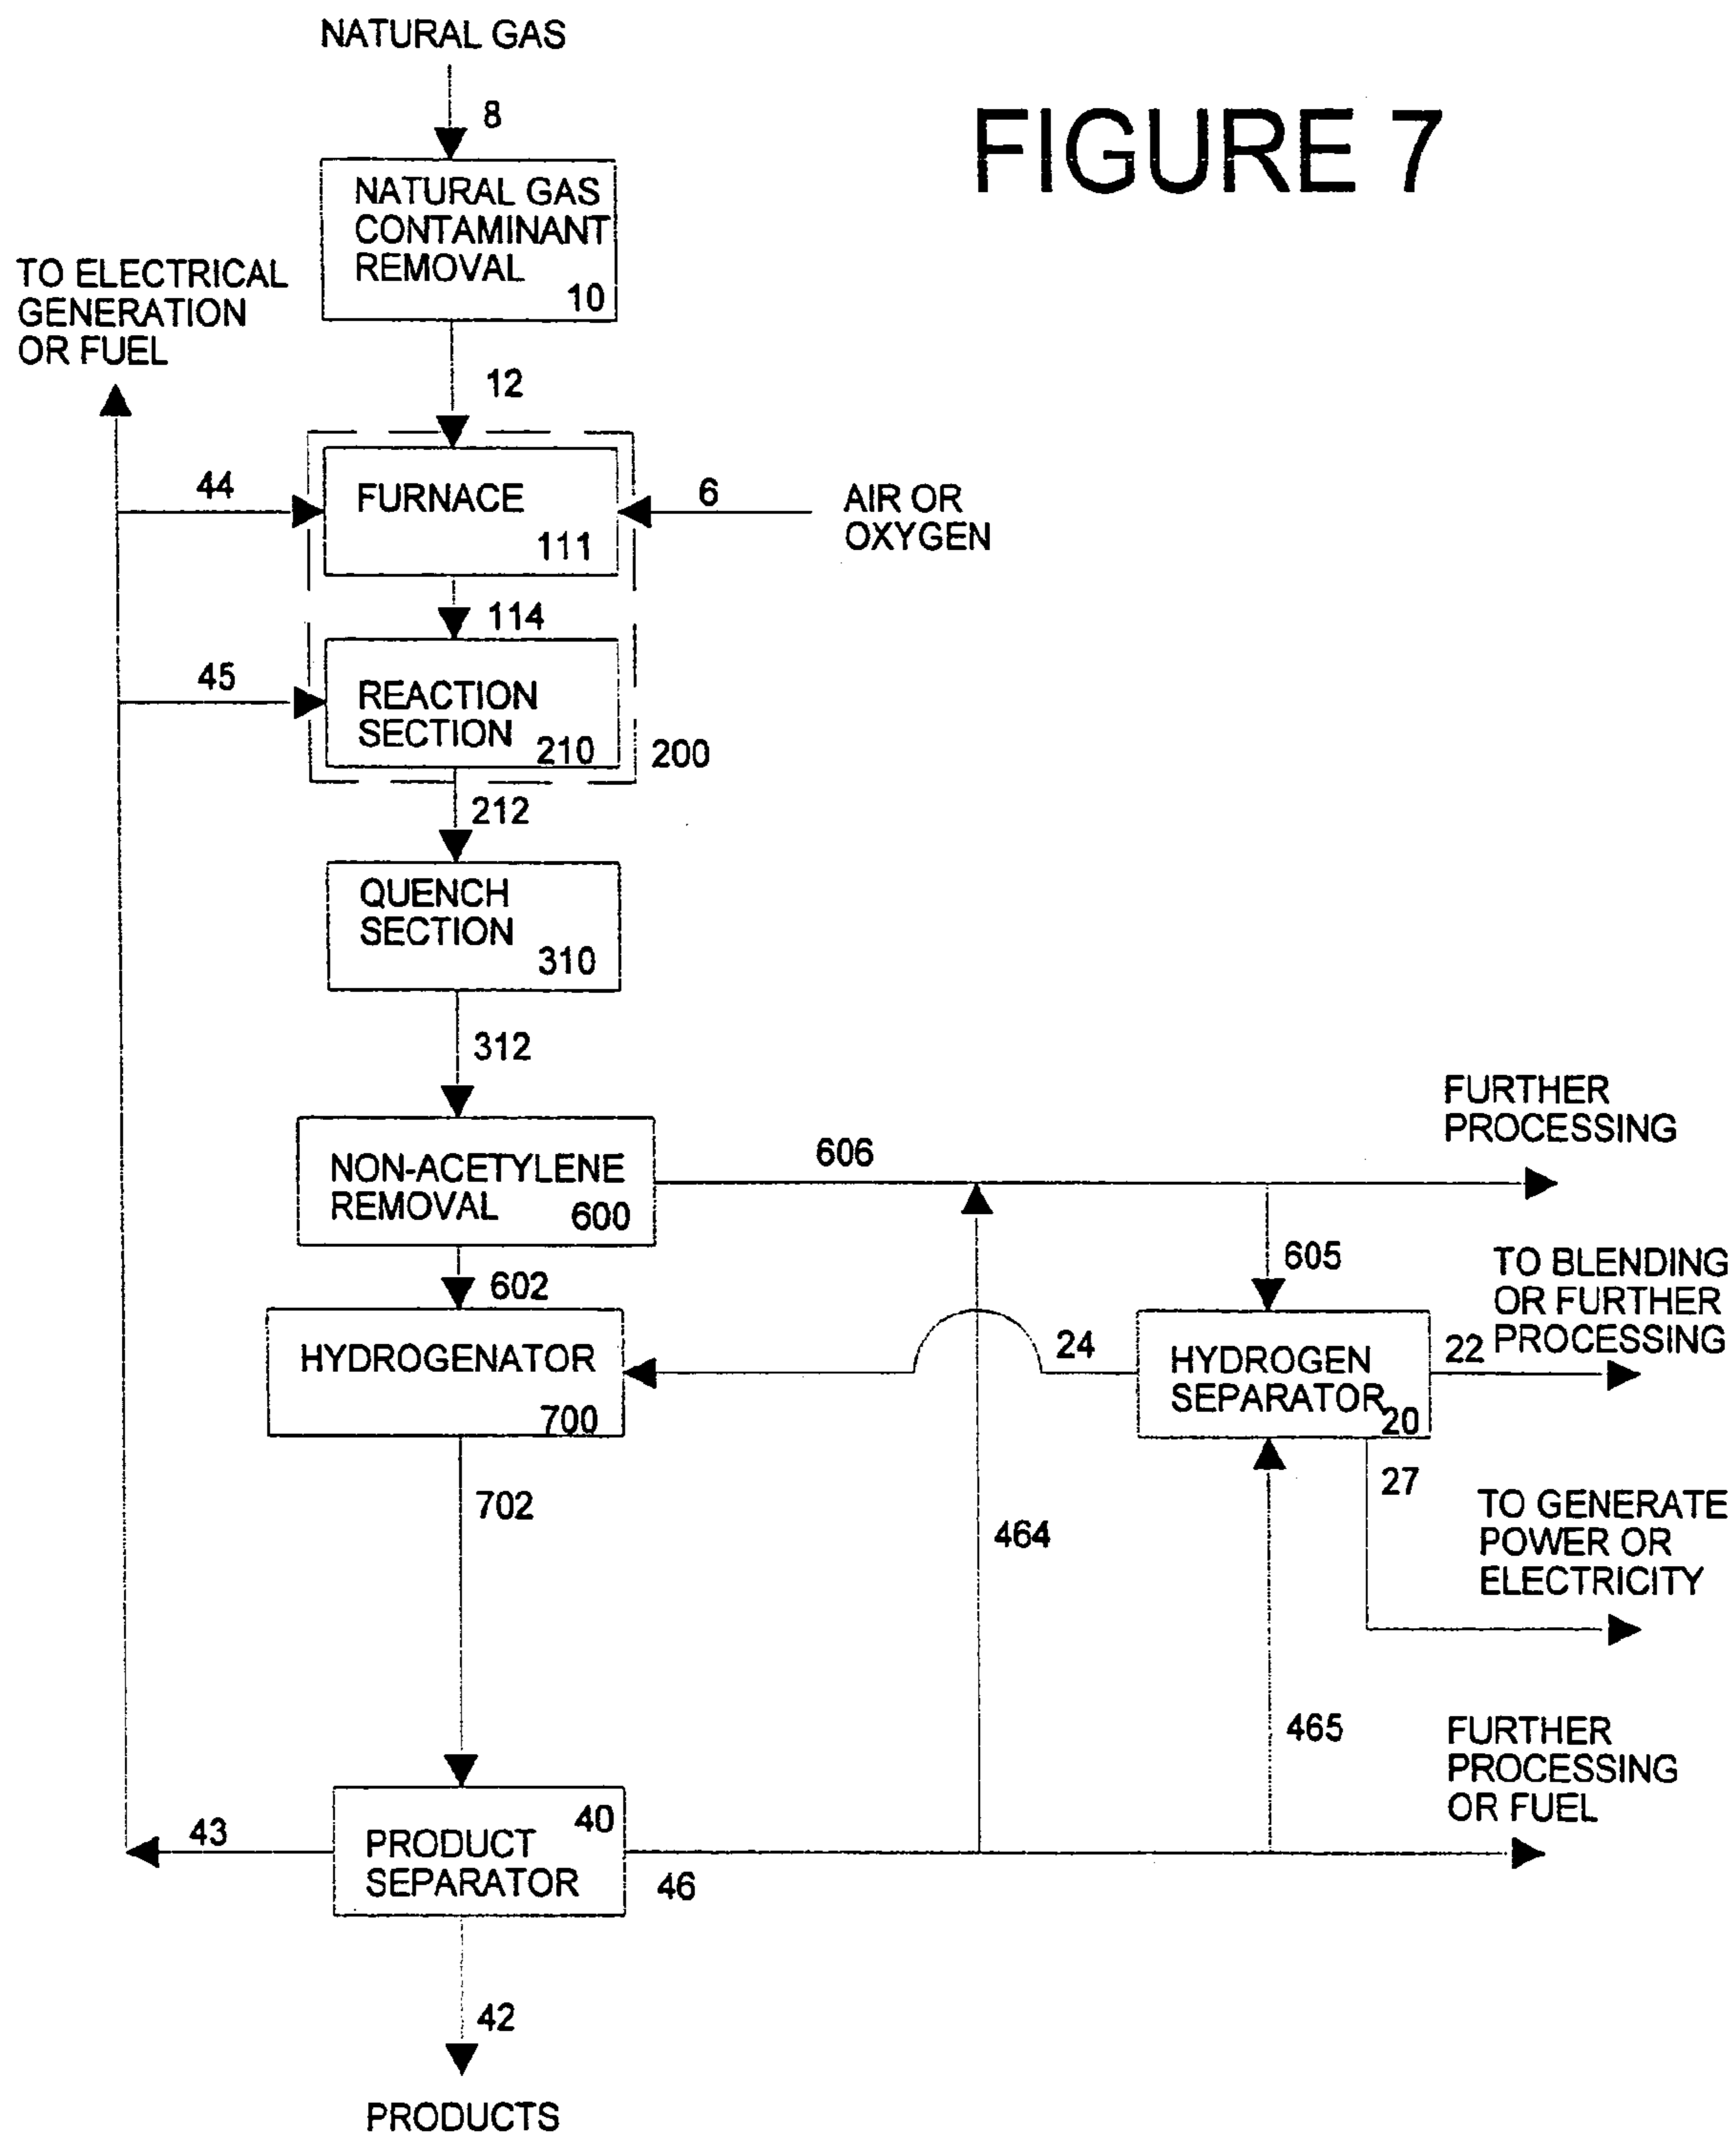 NATURAL GAS
8
FIGURE 7
NATURAL GAS
CONTAMINANT
REMOVAL
10
TO ELECTRICAL
GENERATION
OR FUEL
12
44
FURNACE
111
6
AIR OR
OXYGEN
114
45
REACTION
SECTION
210
200
212
QUENCH
SECTION
310
312
NON-ACETYLENE
REMOVAL
600
606
FURTHER
PROCESSING
602
605
TO BLENDING
OR FURTHER
PROCESSING
HYDROGENATOR
700
24
HYDROGEN
SEPARATOR
20
22
27
702
464
TO GENERATE
POWER OR
ELECTRICITY
465
FURTHER
PROCESSING
OR FUEL
43
40
PRODUCT
SEPARATOR
46
42
PRODUCTS